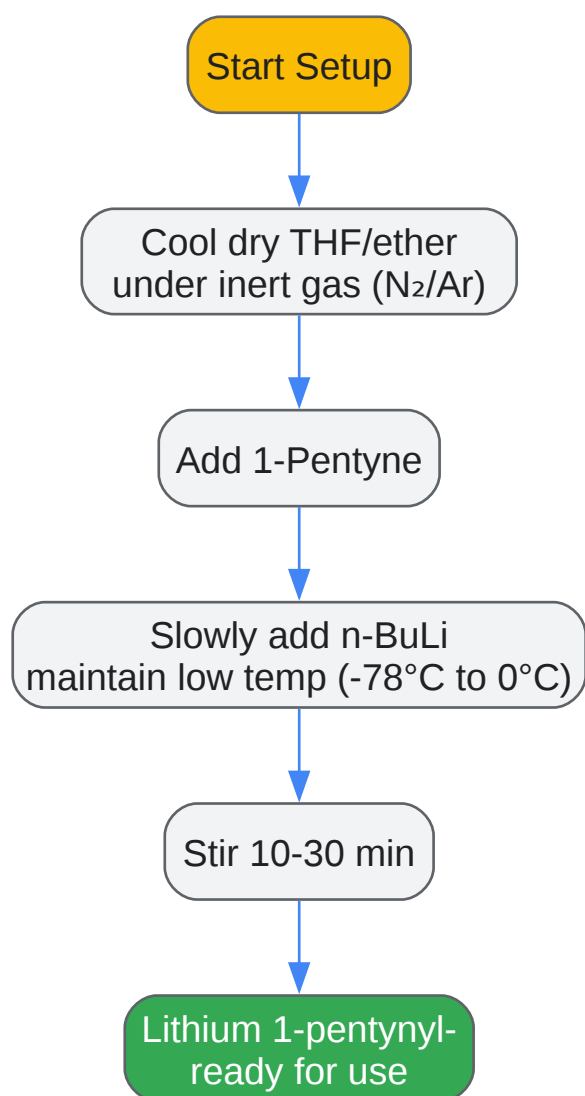 Start Setup
Cool dry THF/ether
under inert gas (N₂/Ar)
Add 1-Pentyne
Slowly add n-BuLi
maintain low temp (-78°C to 0°C)
Stir 10-30 min
Lithium 1-pentynyl-
ready for use